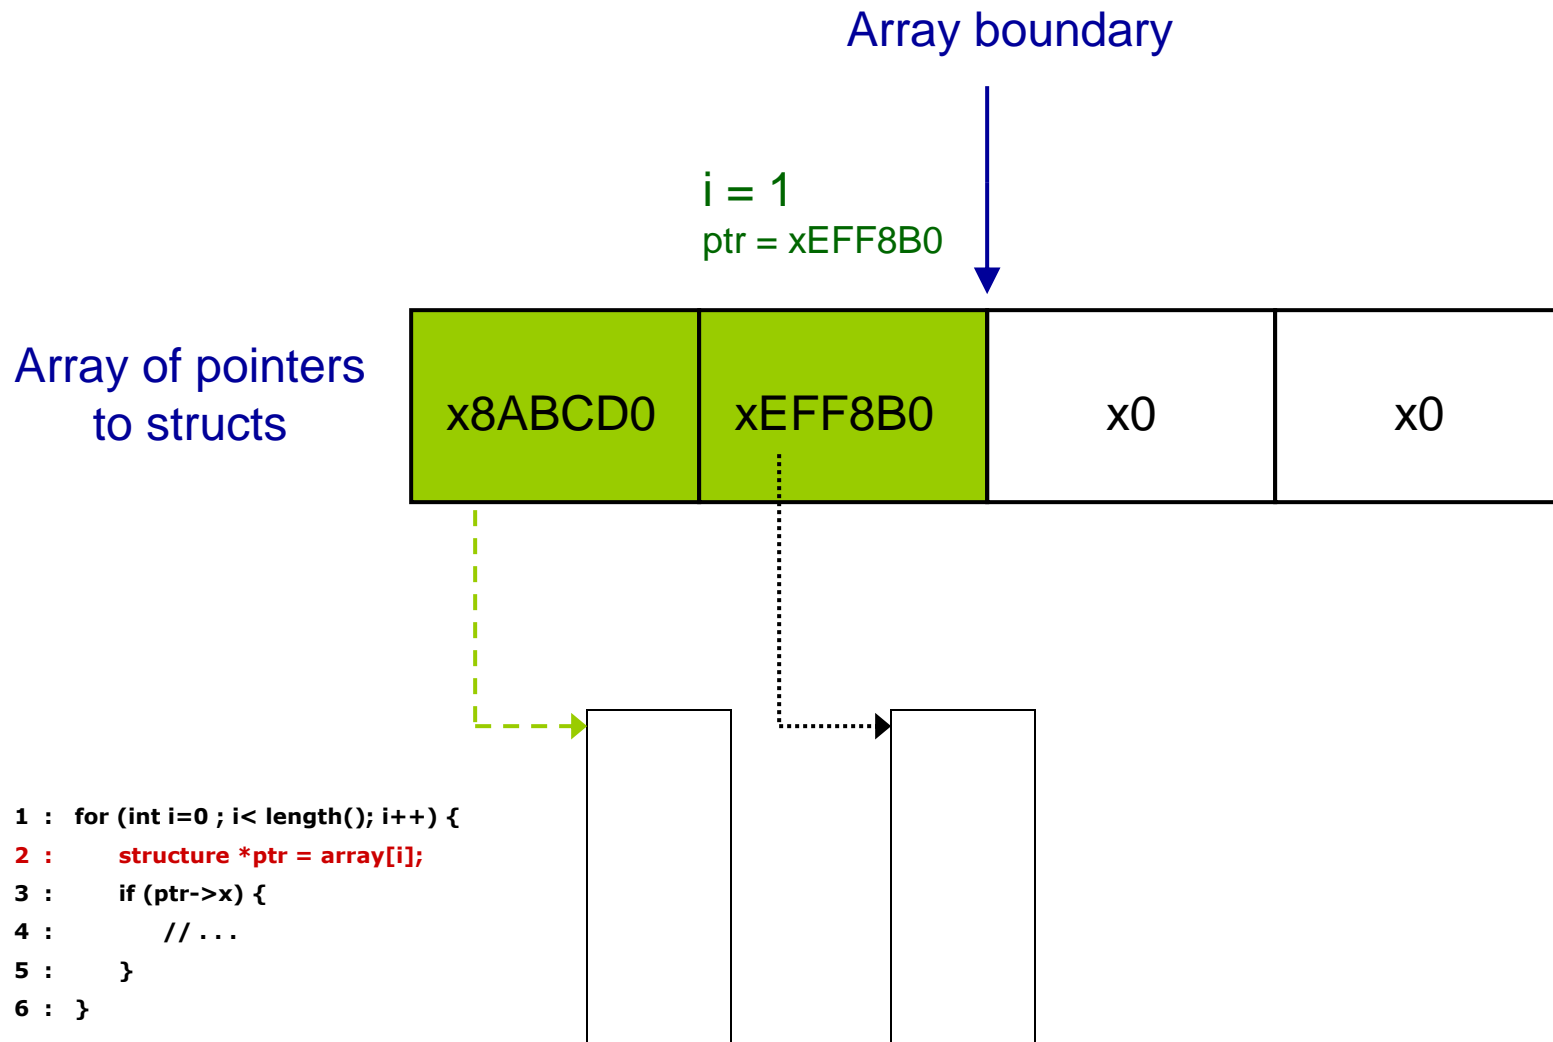 Array boundary
i = 1
ptr = xEFF8B0
Array of pointers
to structs
x8ABCD0
xEFF8B0
x0
x0
1 : for (int i=0 ; i< length(); i++) {
2 : structure *ptr = array[i];
3 : if (ptr->x) {
4 : // . . .
5 : }
6 : }